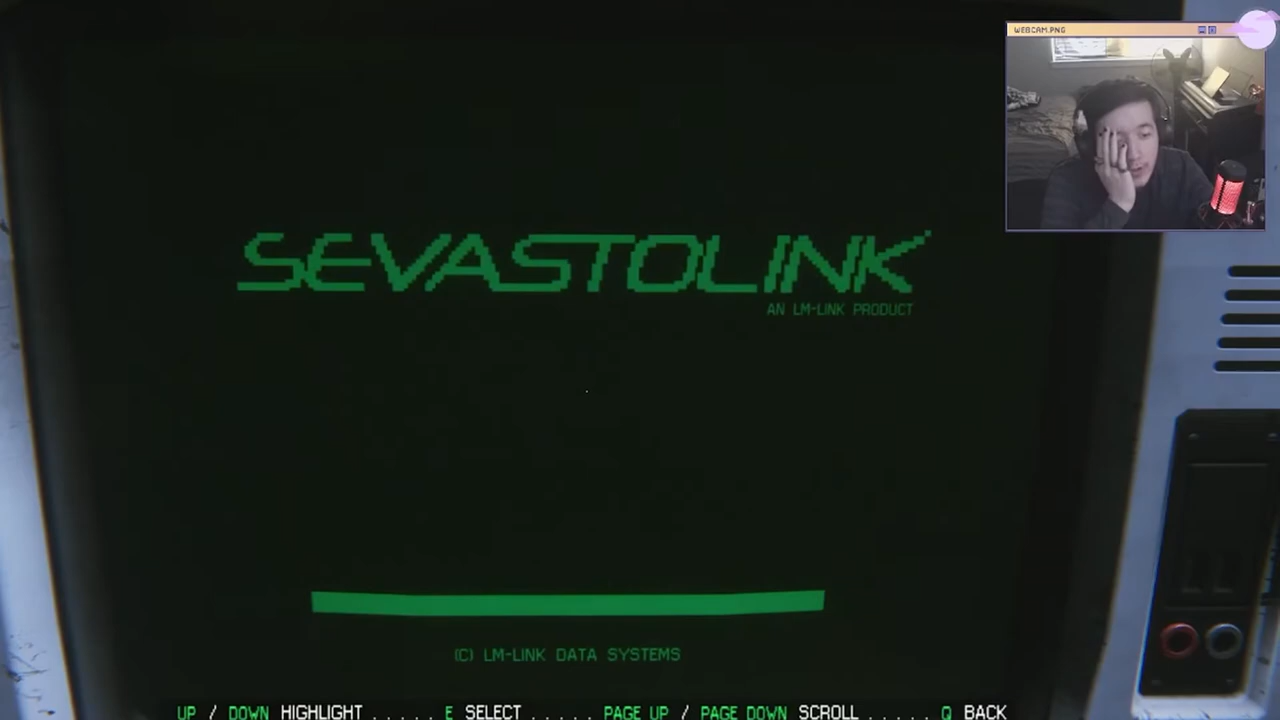 WEBCAM.PNG
SEVASTOLINK
AN LM-LINK PRODUCT
(C) LM-LINK DATA SYSTEMS
UP / DOWN HIGHLIGHT ..... E SELECT ..... PAGE UP / PAGE DOWN SCROLL ..... Q BACK